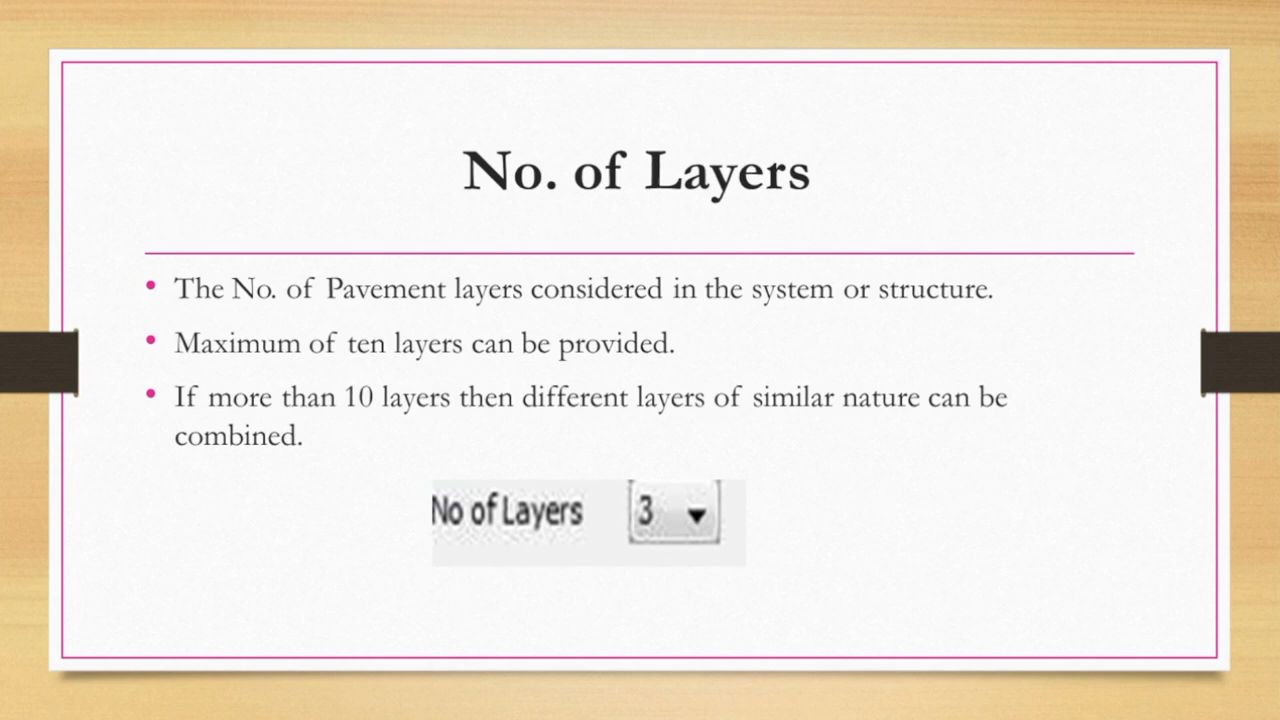 No. of Layers
• The No. of Pavement layers considered in the system or structure.
• Maximum of ten layers can be provided.
• If more than 10 layers then different layers of similar nature can be
combined.
No of Layers 3